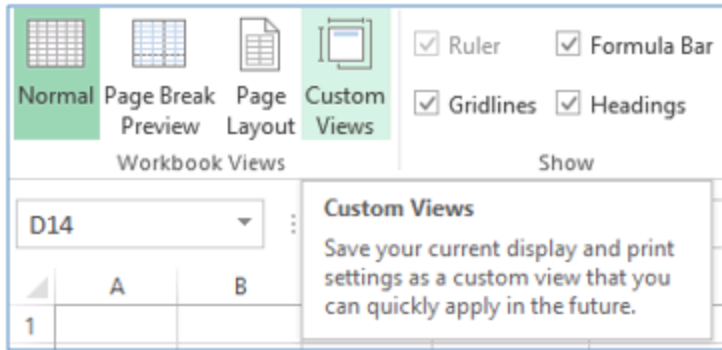 Normal
Page Break
Preview
Page
Layout
Custom
Views
Workbook Views
Ruler
Formula Bar
Gridlines
Headings
Show
D14
Custom Views
Save your current display and print
settings as a custom view that you
can quickly apply in the future.
A
B
1